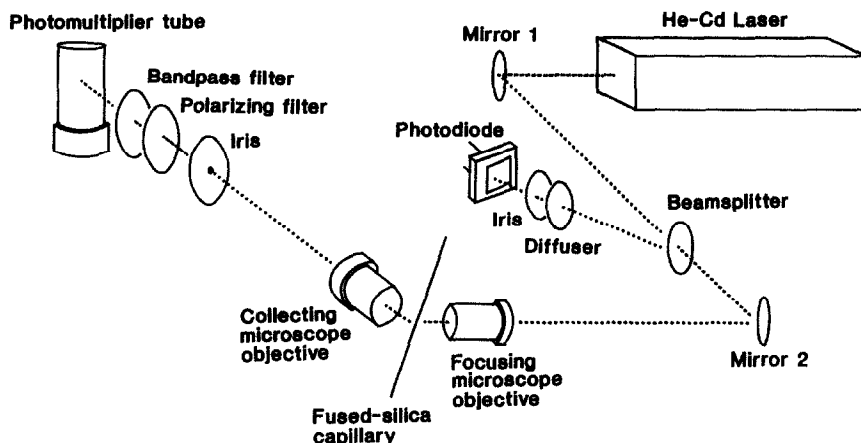 Photomultiplier tube
Bandpass filter
Polarizing filter
Iris
Mirror 1
He-Cd Laser
Photodiode
Iris
Diffuser
Beamsplitter
Collecting
microscope
objective
Focusing
microscope
objective
Mirror 2
Fused-silica
capillary